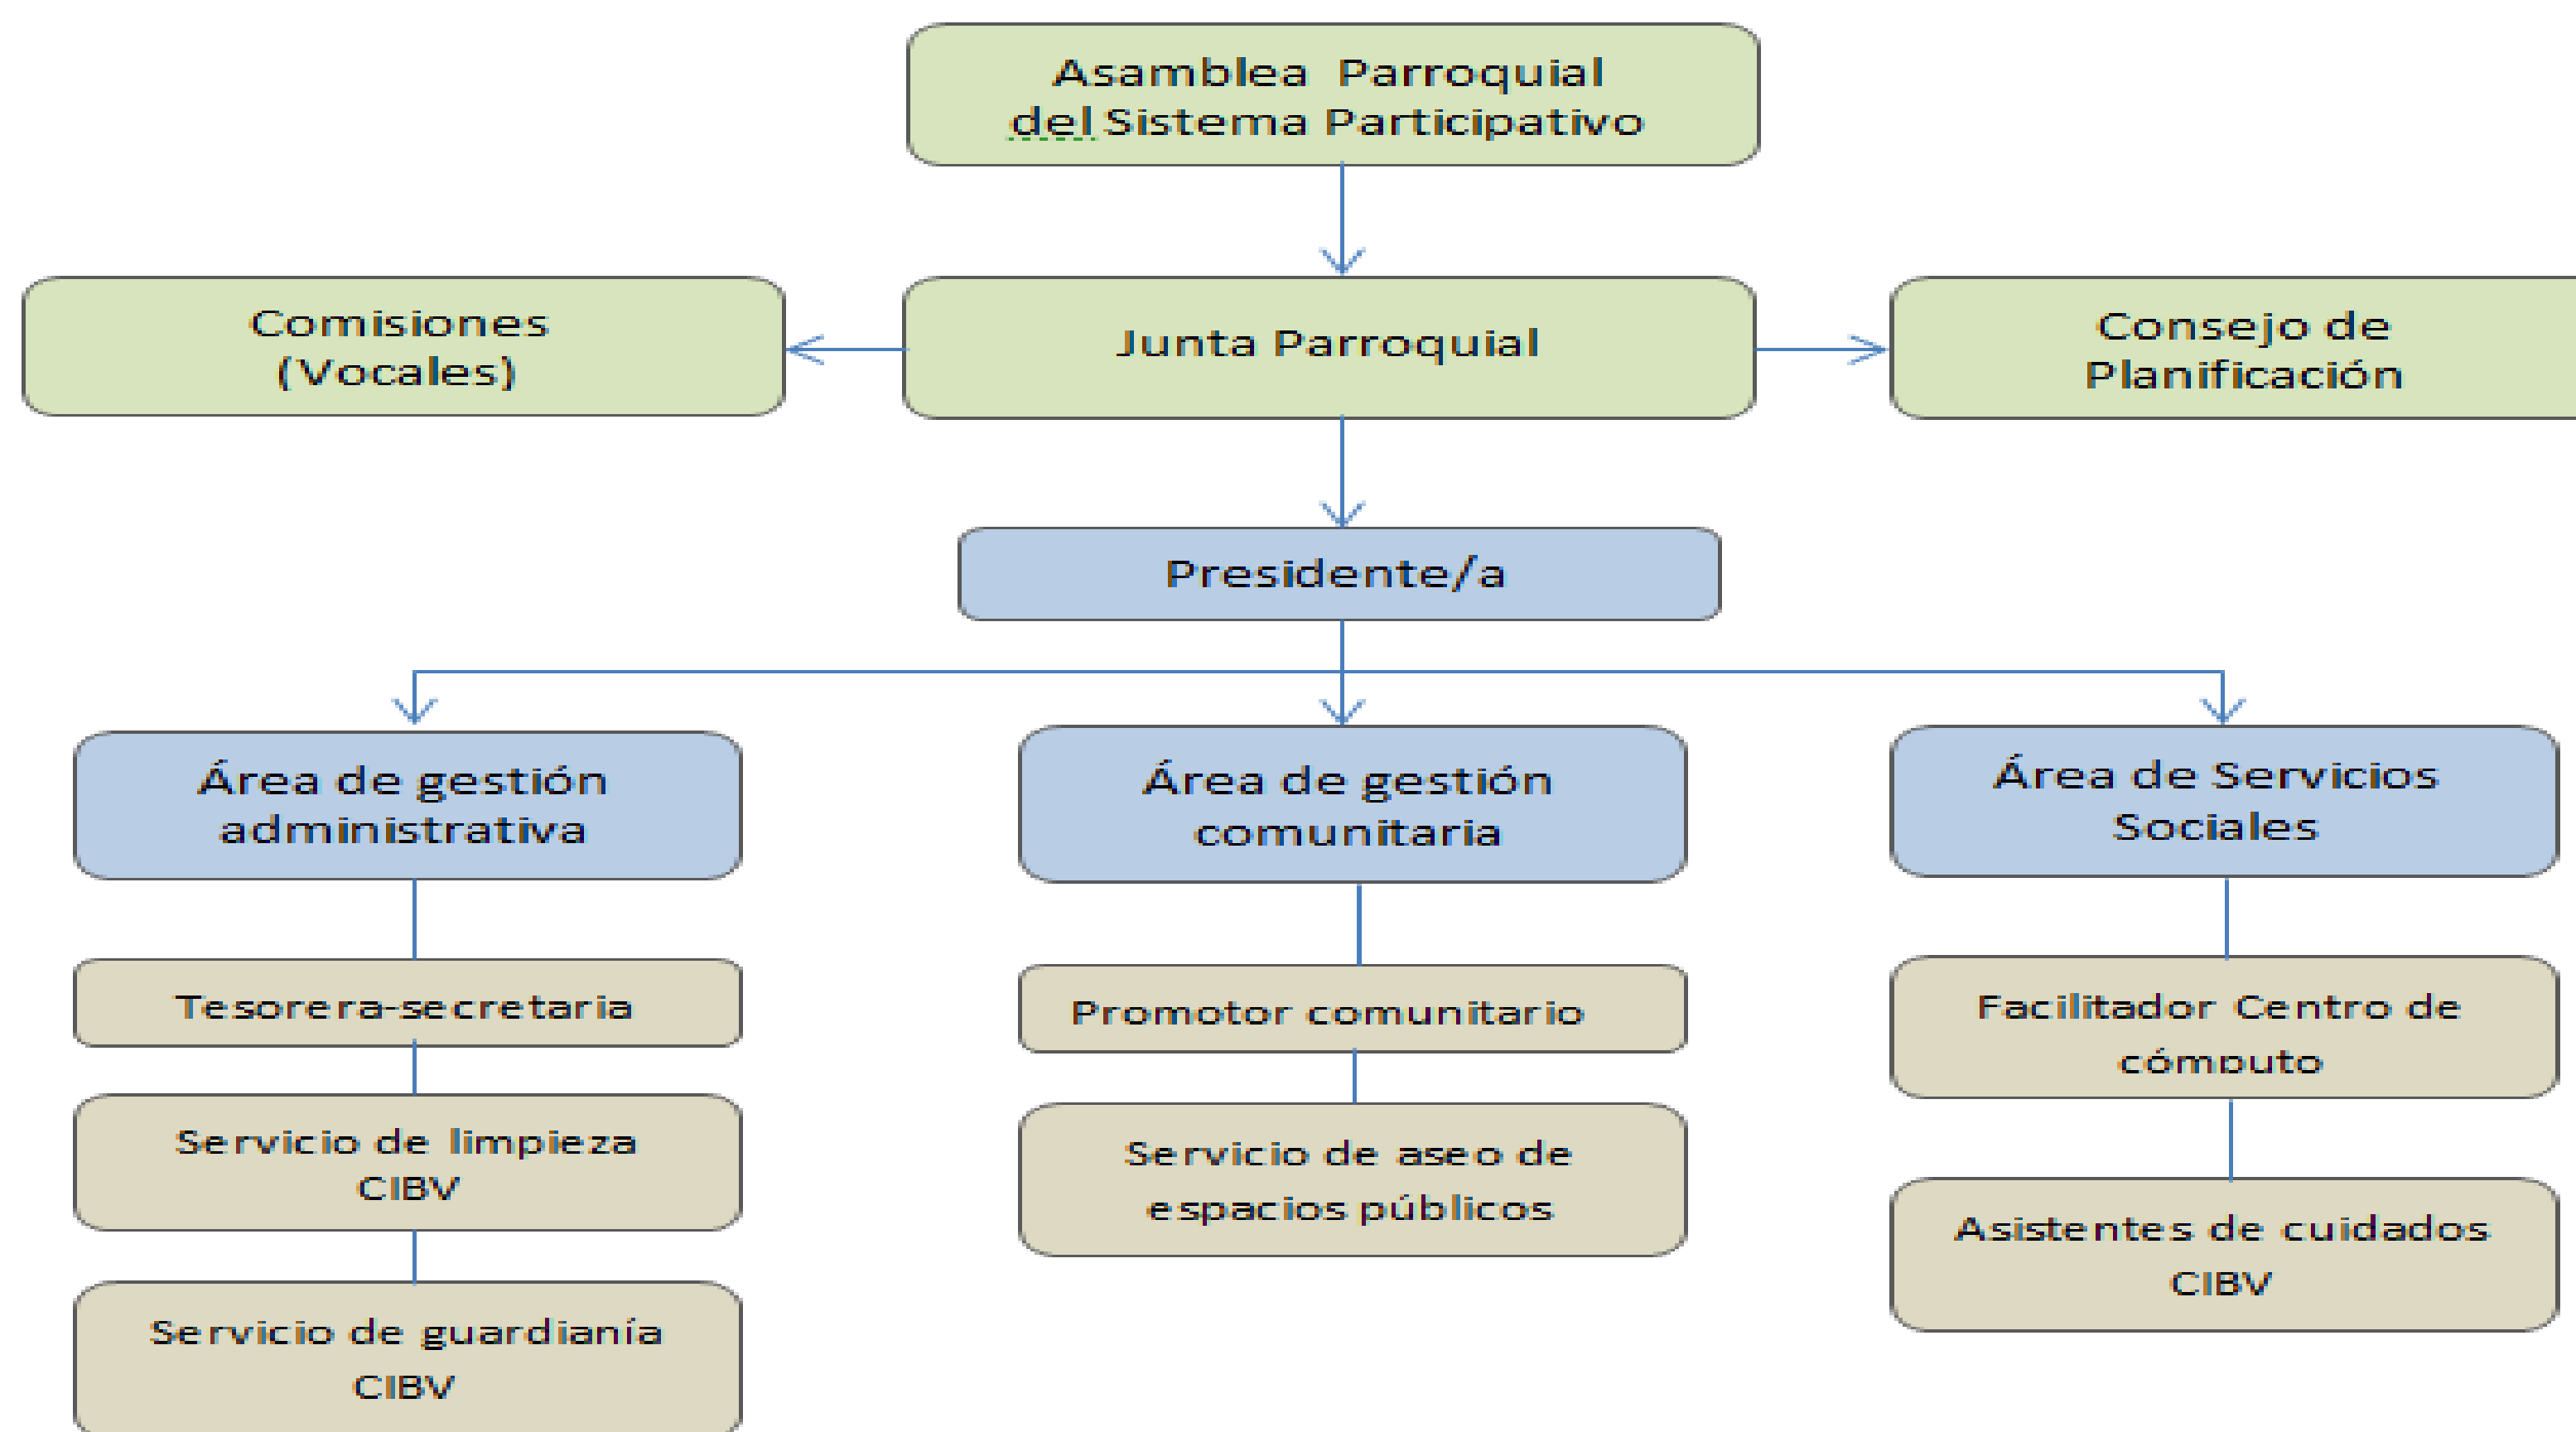 Asamblea Parroquial
del Sistema Participativo
Comisiones
(Vocales)
Junta Parroquial
Consejo de
Planificación
Presidente/a
Área de gestión
administrativa
Área de gestión
comunitaria
Área de Servicios
Sociales
Tesorera-secretaria
Promotor comunitario
Facilitador Centro de
cómputo
Servicio de limpieza
CIBV
Servicio de aseo de
espacios públicos
Asistentes de cuidados
CIBV
Servicio de guardianía
CIBV